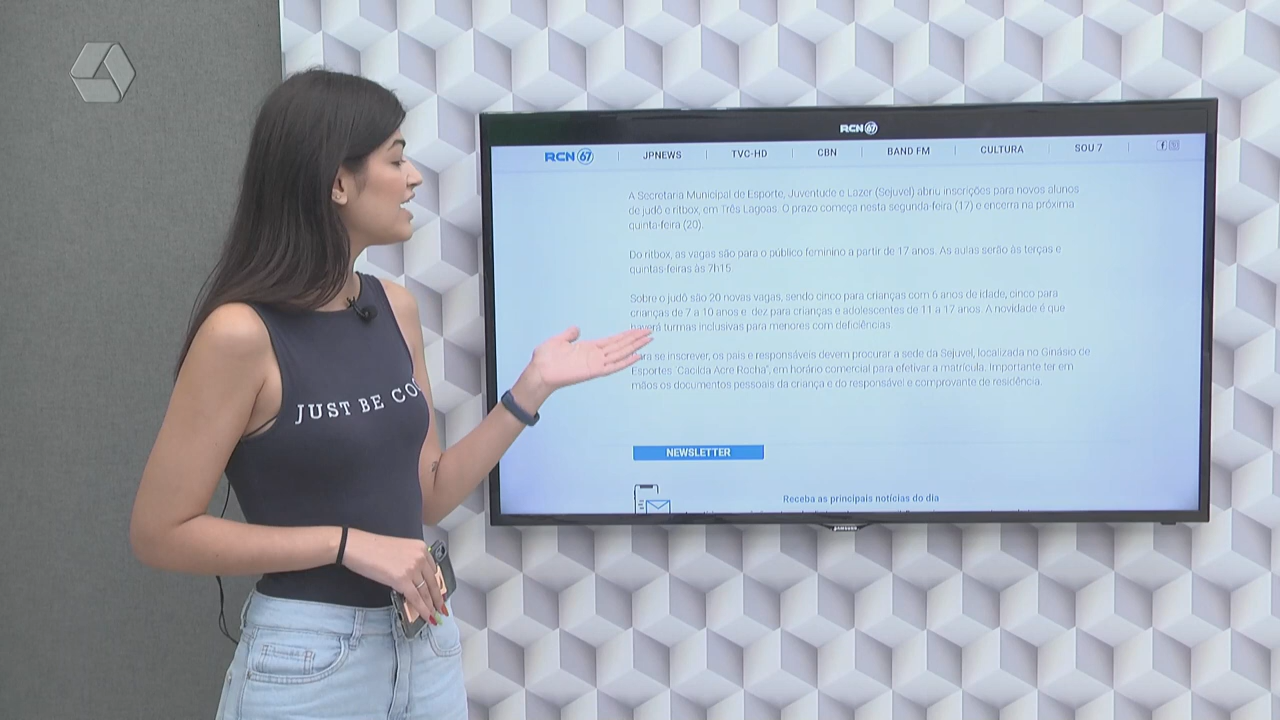 RCN 67
RCN 67
JPNEWS
TVC-HD
CBN
BAND FM
CULTURA
SOU 7
A Secretaria Municipal de Esporte, Juventude e Lazer (Sejuvel) abriu inscrições para novos alunos
de judô e ritbox, em Três Lagoas. O prazo começa nesta segunda-feira (17) e encerra na próxima
quinta-feira (20).
Do ritbox, as vagas são para o público feminino a partir de 17 anos. As aulas serão às terças e
quintas-feiras às 7h15
Sobre o judô são 20 novas vagas, sendo cinco para crianças com 6 anos de idade, cinco para
crianças de 7 a 10 anos e dez para crianças e adolescentes de 11 a 17 anos. A novidade é que
haverá turmas inclusivas para menores com deficiências
Para se inscrever, os pais e responsáveis devem procurar a sede da Sejuvel, localizada no Ginásio de
Esportes "Cacilda Acre Rocha", em horário comercial para efetivar a matrícula. Importante ter em
mãos os documentos pessoais da criança e do responsável e comprovante de residência.
NEWSLETTER
Receba as principais notícias do dia
SAMSUNG
JUST BE COO